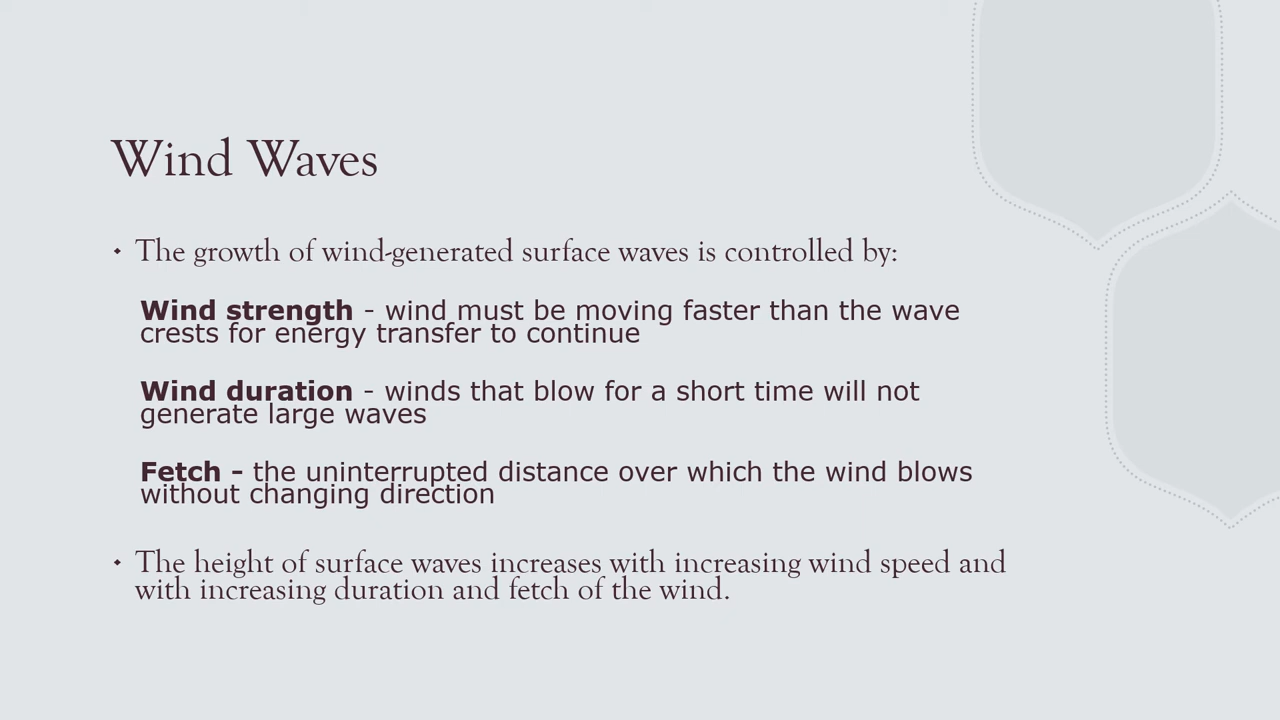 Wind Waves
The growth of wind-generated surface waves is controlled by:
Wind strength - wind must be moving faster than the wave
crests for energy transfer to continue
Wind duration - winds that blow for a short time will not
generate large waves
Fetch - the uninterrupted distance over which the wind blows
without changing direction
The height of surface waves increases with increasing wind speed and
with increasing duration and fetch of the wind.